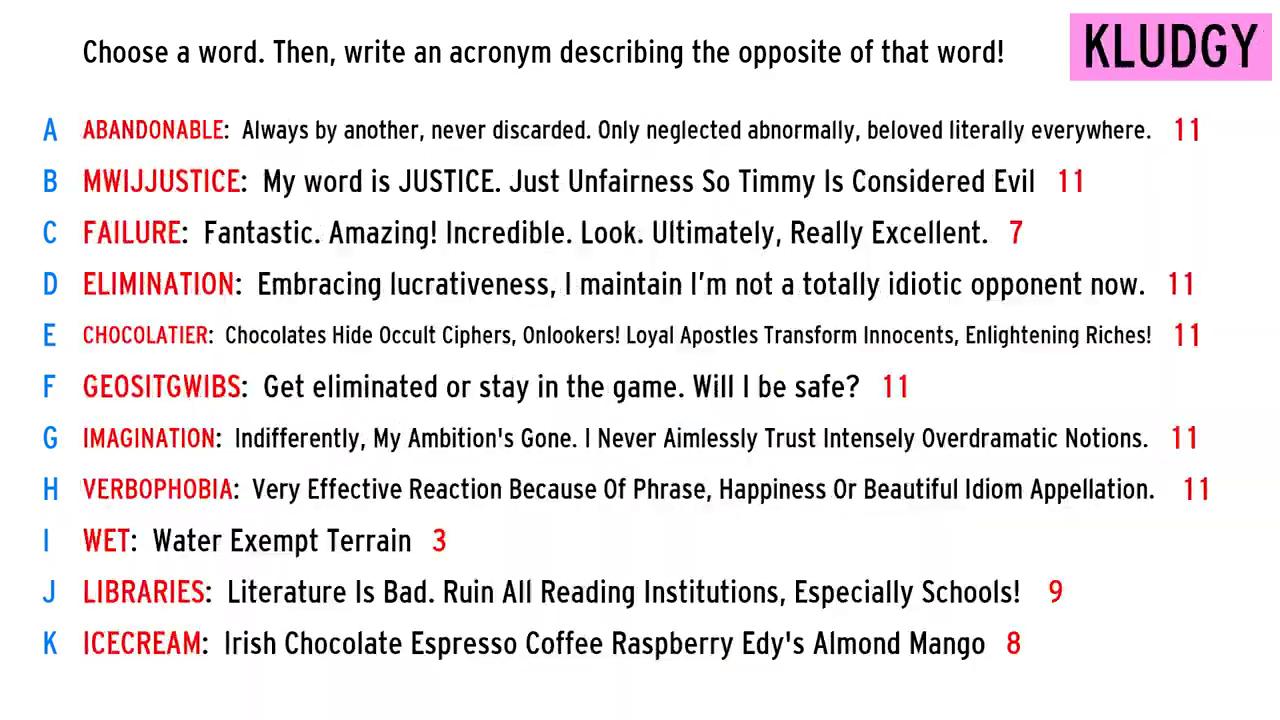 Choose a word. Then, write an acronym describing the opposite of that word!
KLUDGY
A ABANDONABLE: Always by another, never discarded. Only neglected abnormally, beloved literally everywhere. 11
B MWIJJUSTICE: My word is JUSTICE. Just Unfairness So Timmy Is Considered Evil 11
C FAILURE: Fantastic. Amazing! Incredible. Look. Ultimately, Really Excellent. 7
D ELIMINATION: Embracing lucrativeness, I maintain I'm not a totally idiotic opponent now. 11
E CHOCOLATIER: Chocolates Hide Occult Ciphers, Onlookers! Loyal Apostles Transform Innocents, Enlightening Riches! 11
F GEOSITGWIBS: Get eliminated or stay in the game. Will I be safe? 11
G IMAGINATION: Indifferently, My Ambition's Gone. I Never Aimlessly Trust Intensely Overdramatic Notions. 11
H VERBOPHOBIA: Very Effective Reaction Because Of Phrase, Happiness Or Beautiful Idiom Appellation. 11
I WET: Water Exempt Terrain 3
J LIBRARIES: Literature Is Bad. Ruin All Reading Institutions, Especially Schools! 9
K ICECREAM: Irish Chocolate Espresso Coffee Raspberry Edy's Almond Mango 8